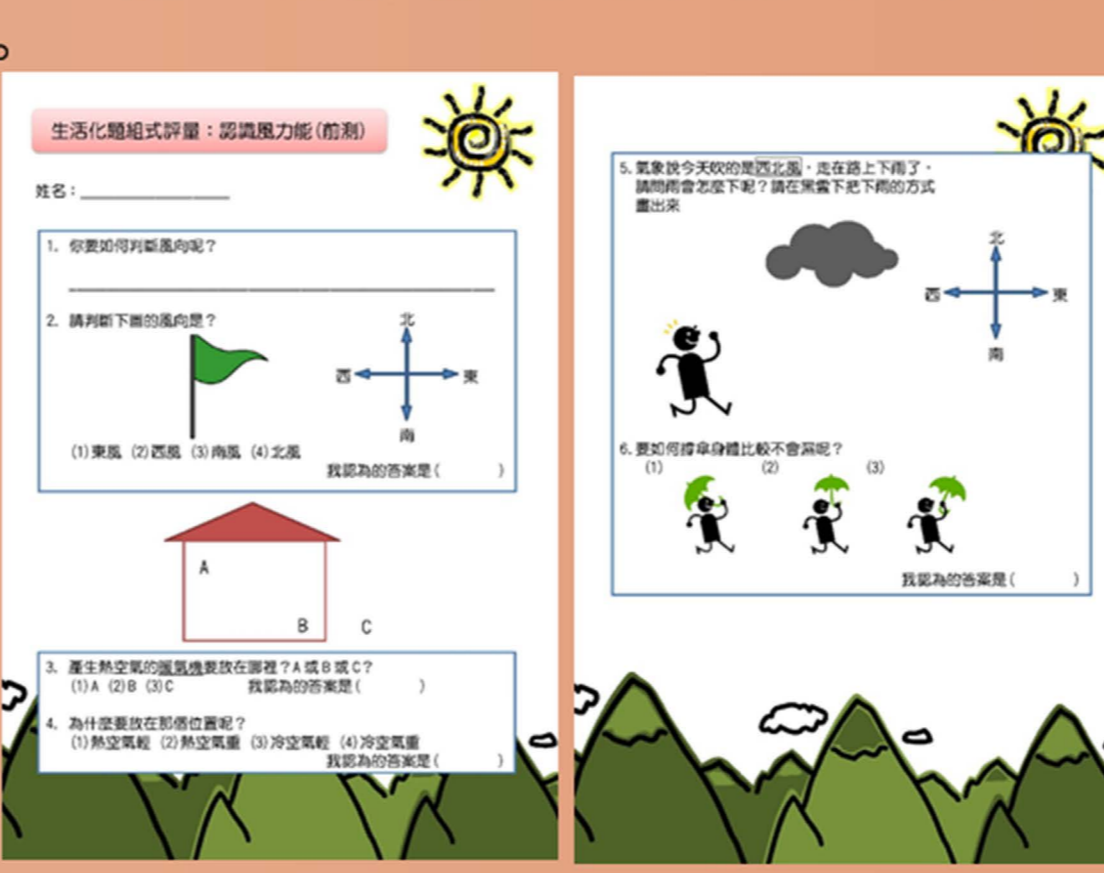 生活化題組式評量：認識風力能(前測)
姓名：
1. 你要如何判斷風向呢？
2. 請判斷下圖的風向是？
北
西
東
南
(1)東風 (2)西風 (3)南風 (4)北風
我認為的答案是( )
A
B
C
3. 產生熱空氣的暖氣機要放在哪裡？A 或 B 或 C？
(1)A (2)B (3)C 我認為的答案是( )
4. 為什麼要放在那個位置呢？
(1)熱空氣輕 (2)熱空氣重 (3)冷空氣輕 (4)冷空氣重
我認為的答案是( )
5. 氣象說今天吹的是西北風，走在路上下雨了，
請問雨會怎麼下呢？請在黑雲下把下雨的方式
畫出來
北
西
東
南
6. 要如何撐傘身體比較不會濕呢？
(1) (2) (3)
我認為的答案是( )